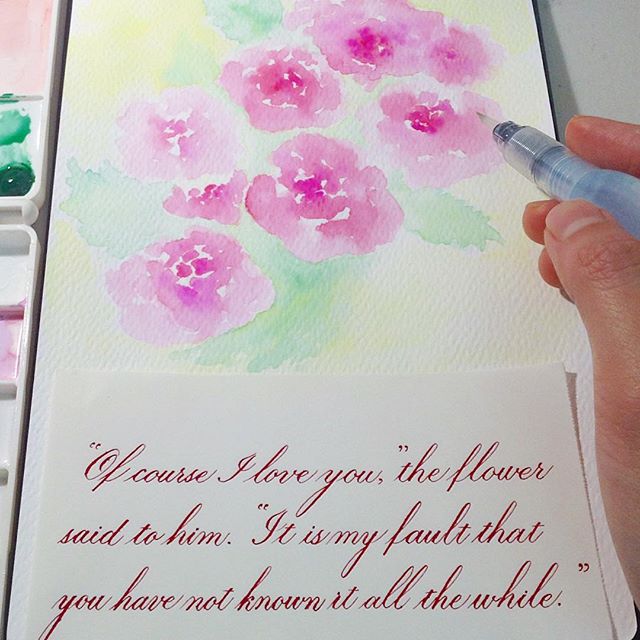 “Of course I love you,” the flower
said to him. “It is my fault that
you have not known it all the while.”